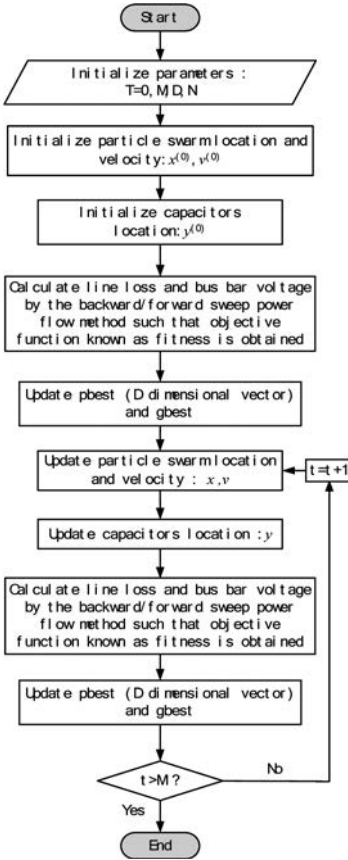 Start
Initialize parameters :
T=0, M,D, N
Initialize particle swarm location and
velocity: x⁽⁰⁾, v⁽⁰⁾
Initialize capacitors
location: y⁽⁰⁾
Calculate line loss and bus bar voltage
by the backward/forward sweep power
flow method such that objective
function known as fitness is obtained
Update pbest (D dimensional vector)
and gbest
Update particle swarm location
and velocity : x ,v
t=t+1
Update capacitors location : y
Calculate line loss and bus bar voltage
by the backward/forward sweep power
flow method such that objective
function known as fitness is obtained
Update pbest (D dimensional vector)
and gbest
t>M?
No
Yes
End